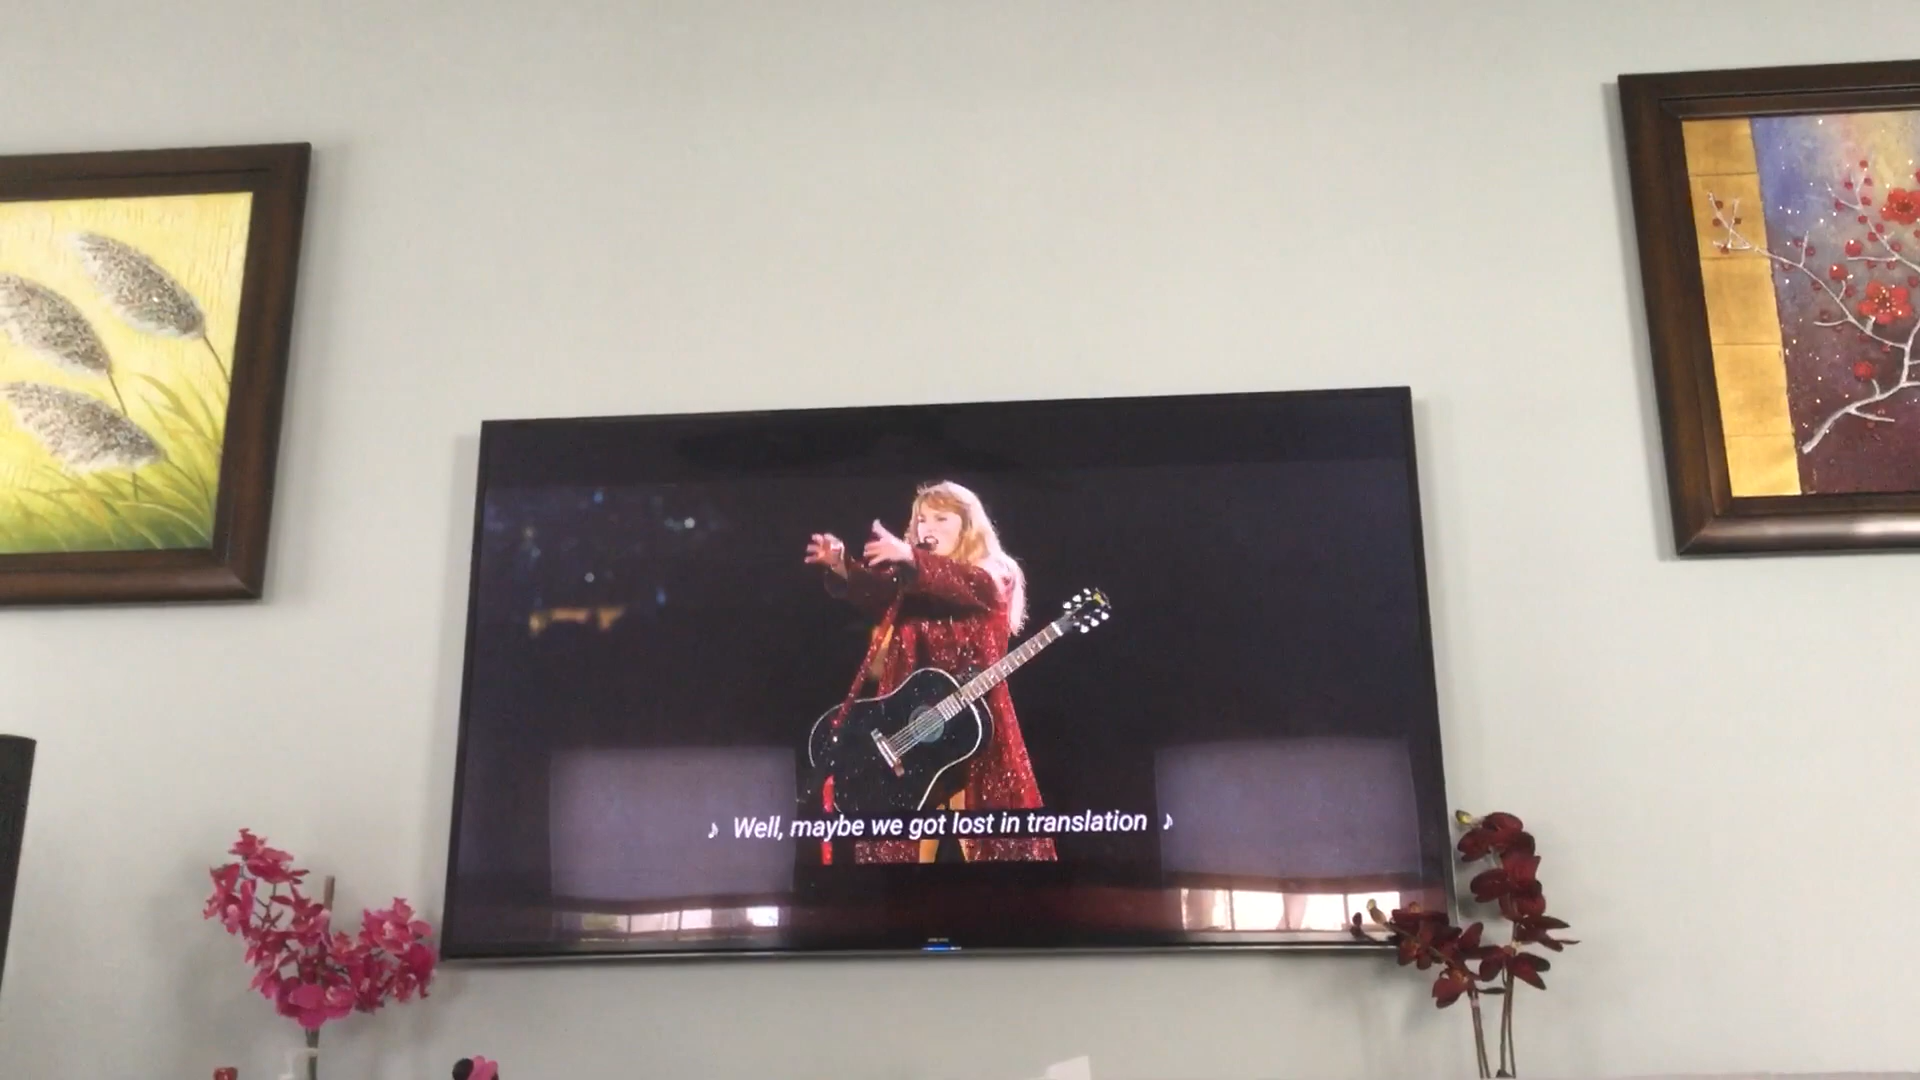 ♪ Well, maybe we got lost in translation ♪